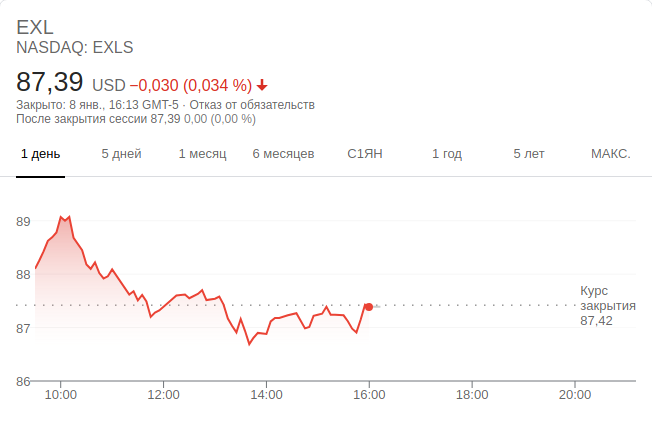 EXL
NASDAQ: EXLS
87,39 USD −0,030 (0,034 %)
Закрыто: 8 янв., 16:13 GMT-5 · Отказ от обязательств
После закрытия сессии 87,39 0,00 (0,00 %)
1 день 5 дней 1 месяц 6 месяцев С1ЯН 1 год 5 лет МАКС.
89
88
Курс
закрытия
87,42
87
86
10:00 12:00 14:00 16:00 18:00 20:00